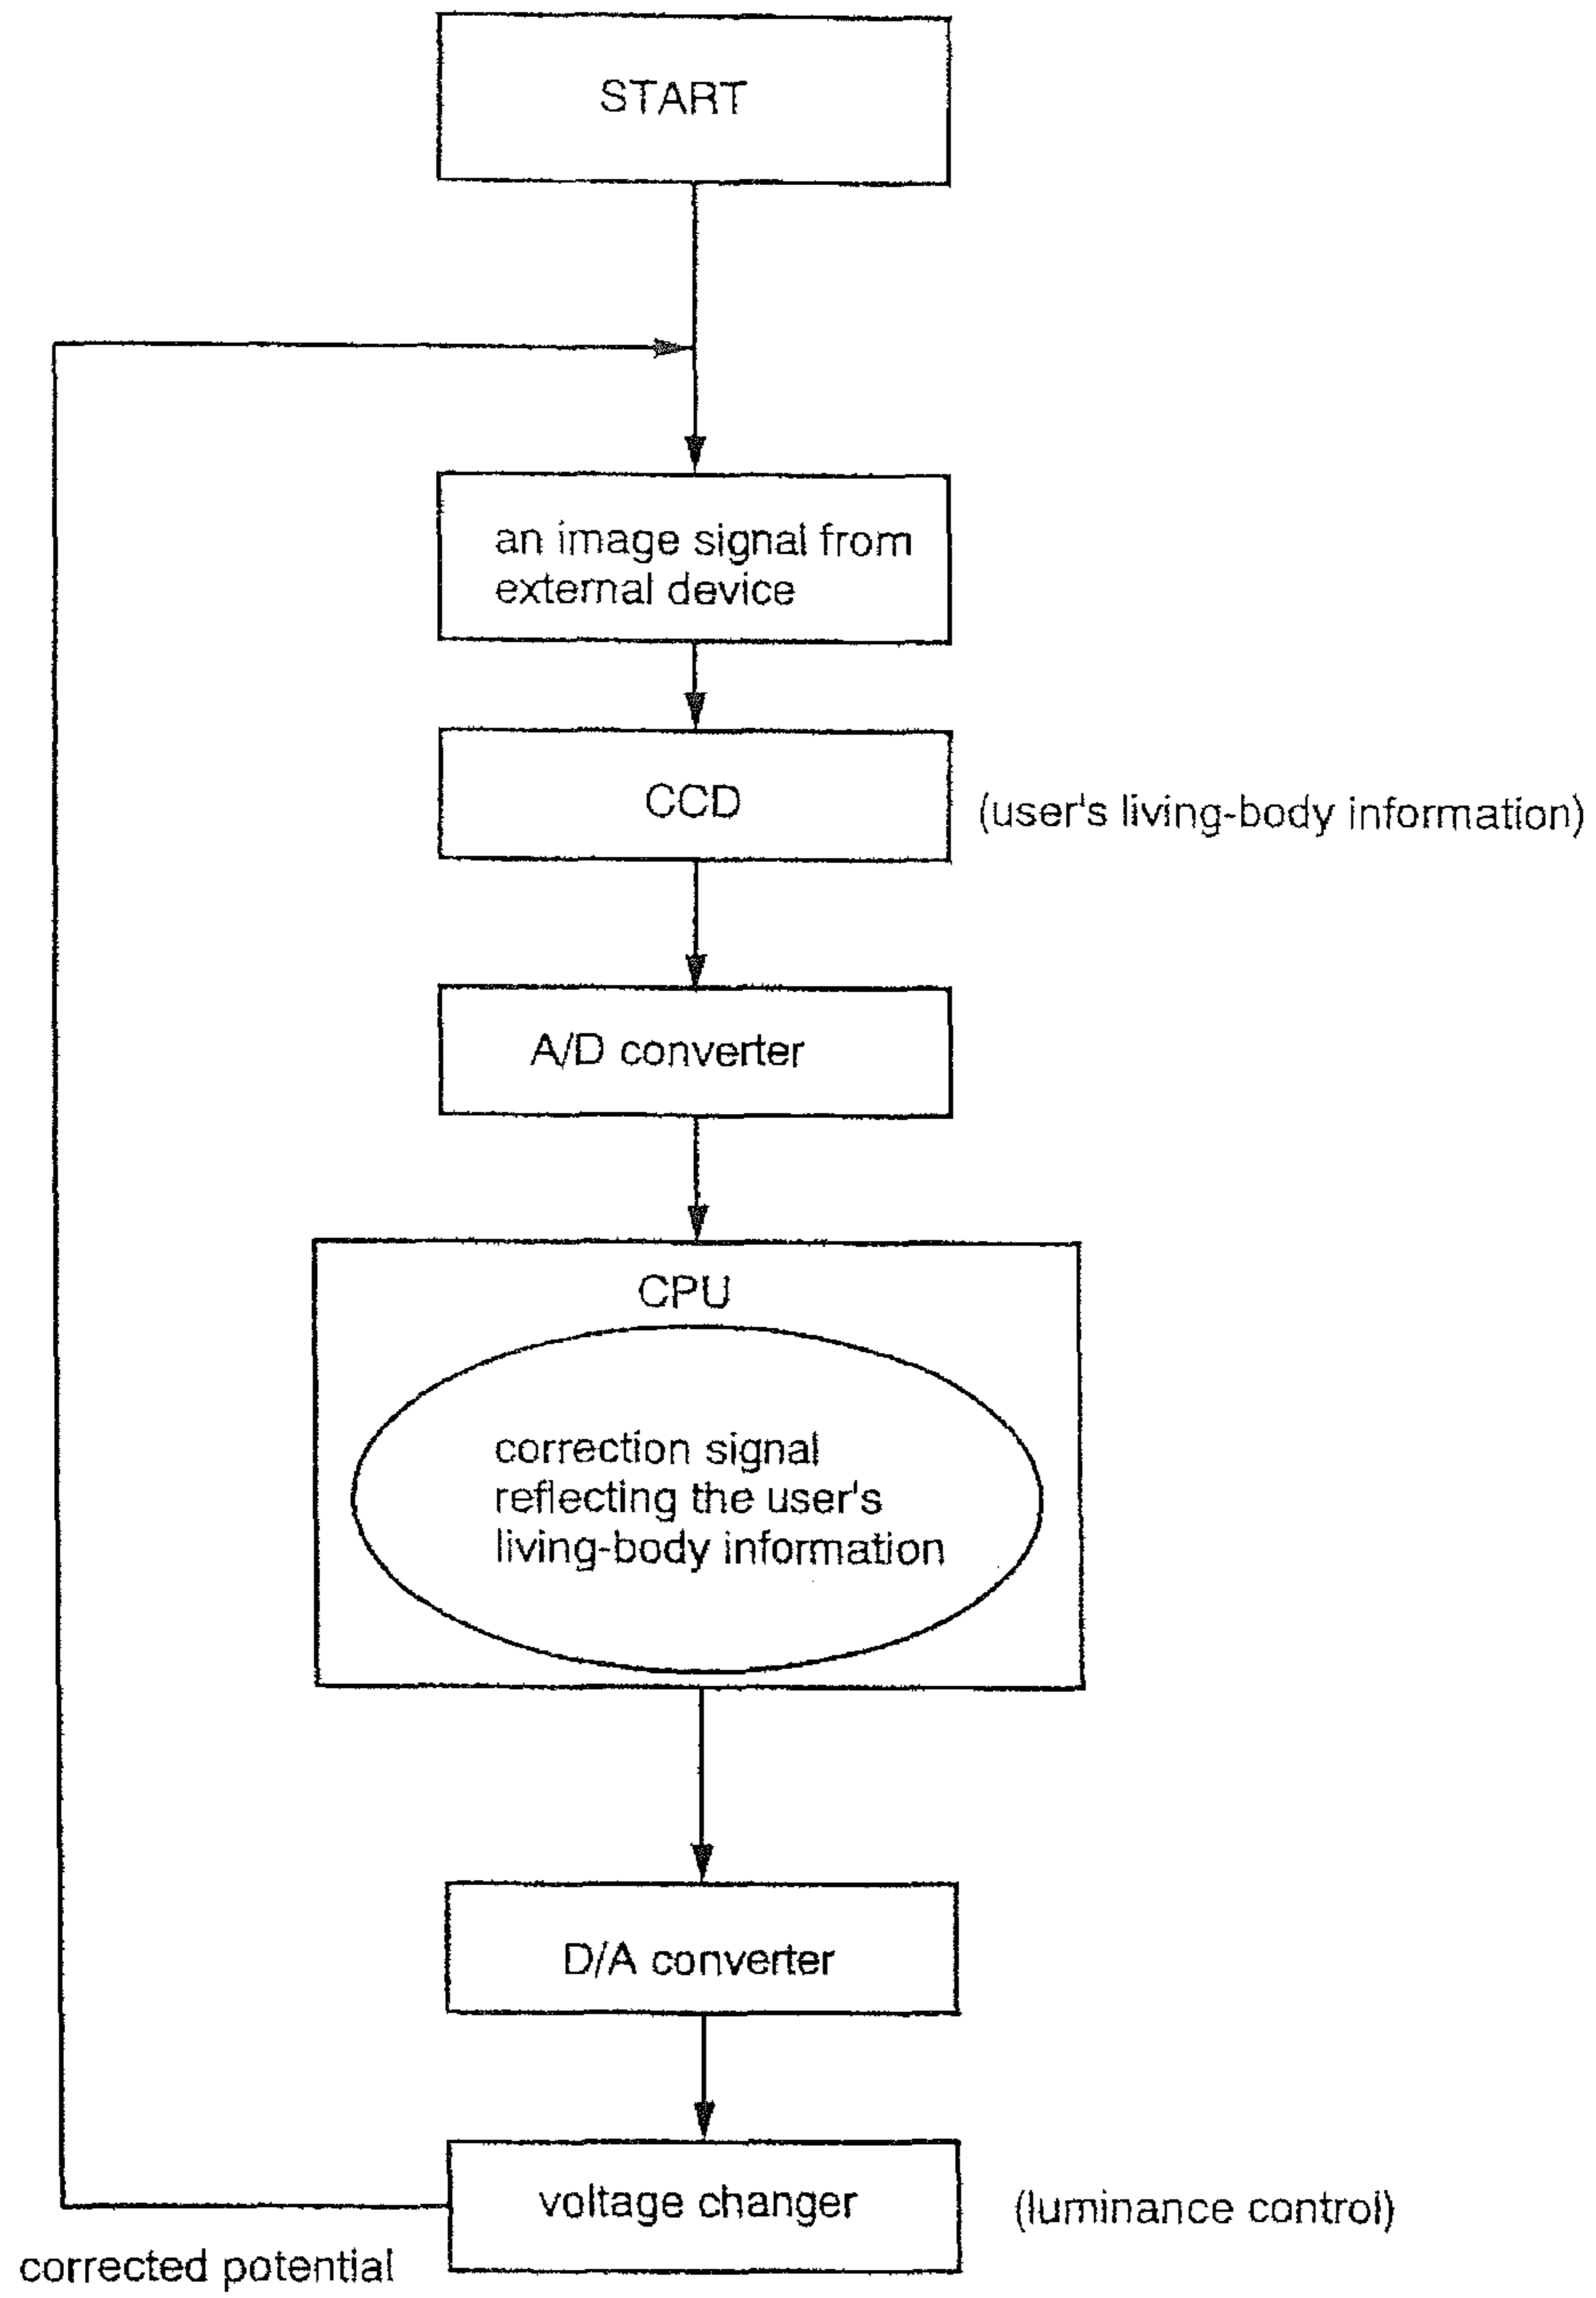 START
an image signal from
external device
CCD
(user's living-body information)
A/D converter
CPU
correction signal
reflecting the user's
living-body information
D/A converter
voltage changer
(luminance control)
corrected potential